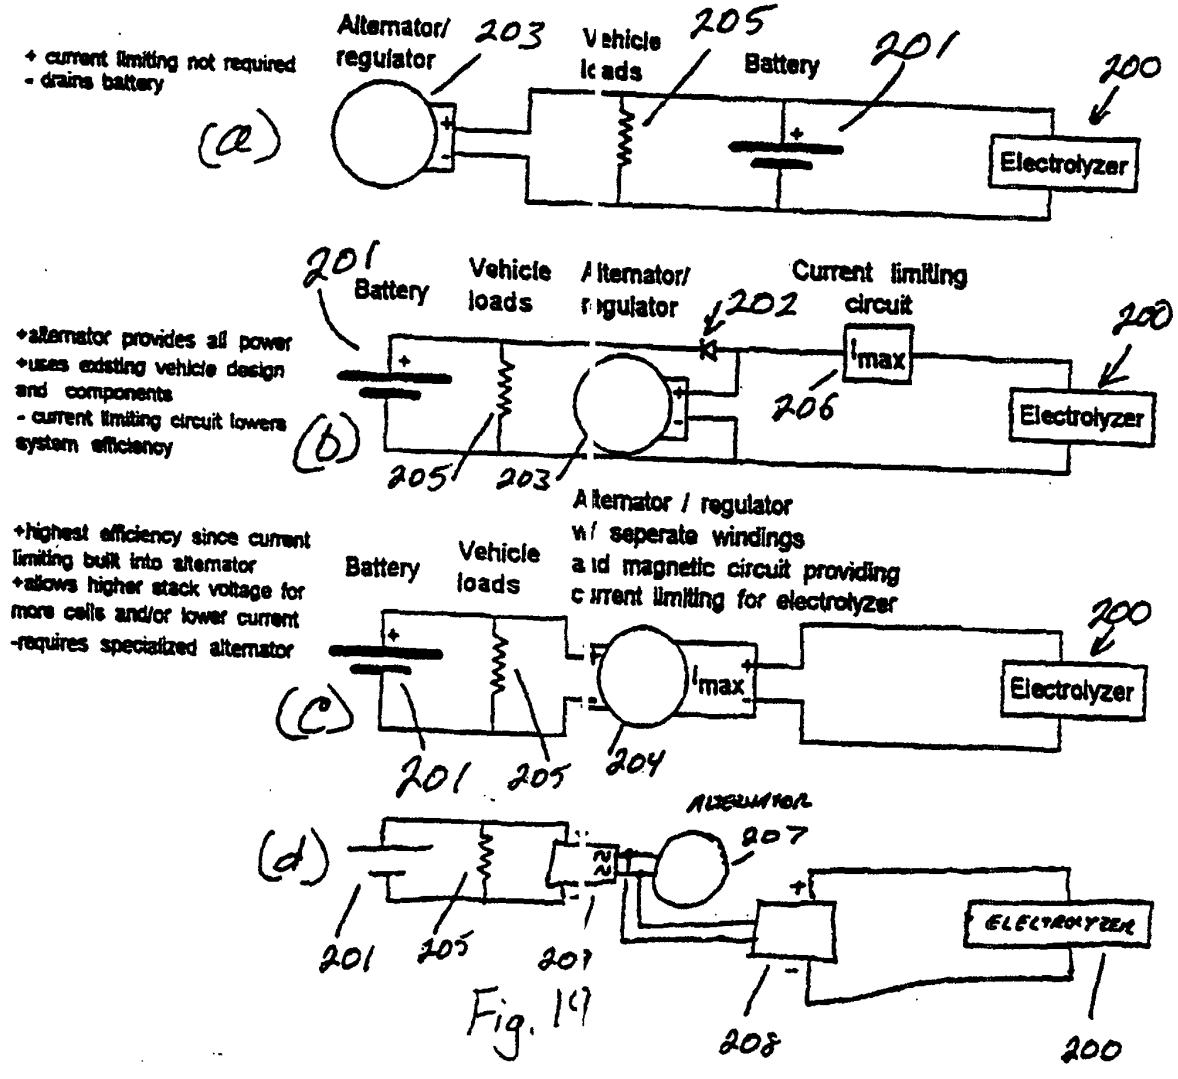 + current limiting not required
- drains battery
(a)
Alternator/
regulator
203
Vehicle
loads
205
Battery
201
200
+
-
+
Electrolyzer
+alternator provides all power
+uses existing vehicle design
and components
- current limiting circuit lowers
system efficiency
(b)
201
Battery
Vehicle
loads
Alternator/
regulator
202
Current limiting
circuit
200
+
+
-
Imax
206
Electrolyzer
205
203
+highest efficiency since current
limiting built into alternator
+allows higher stack voltage for
more cells and/or lower current
-requires specialized alternator
(c)
Battery
Vehicle
loads
Alternator / regulator
w/ seperate windings
and magnetic circuit providing
current limiting for electrolyzer
200
+
+
-
Imax
+
-
Electrolyzer
201
205
204
(d)
ALTERNATOR
207
≈
≈
-
+
-
ELECTROLYZER
201
205
208
200
Fig. 19